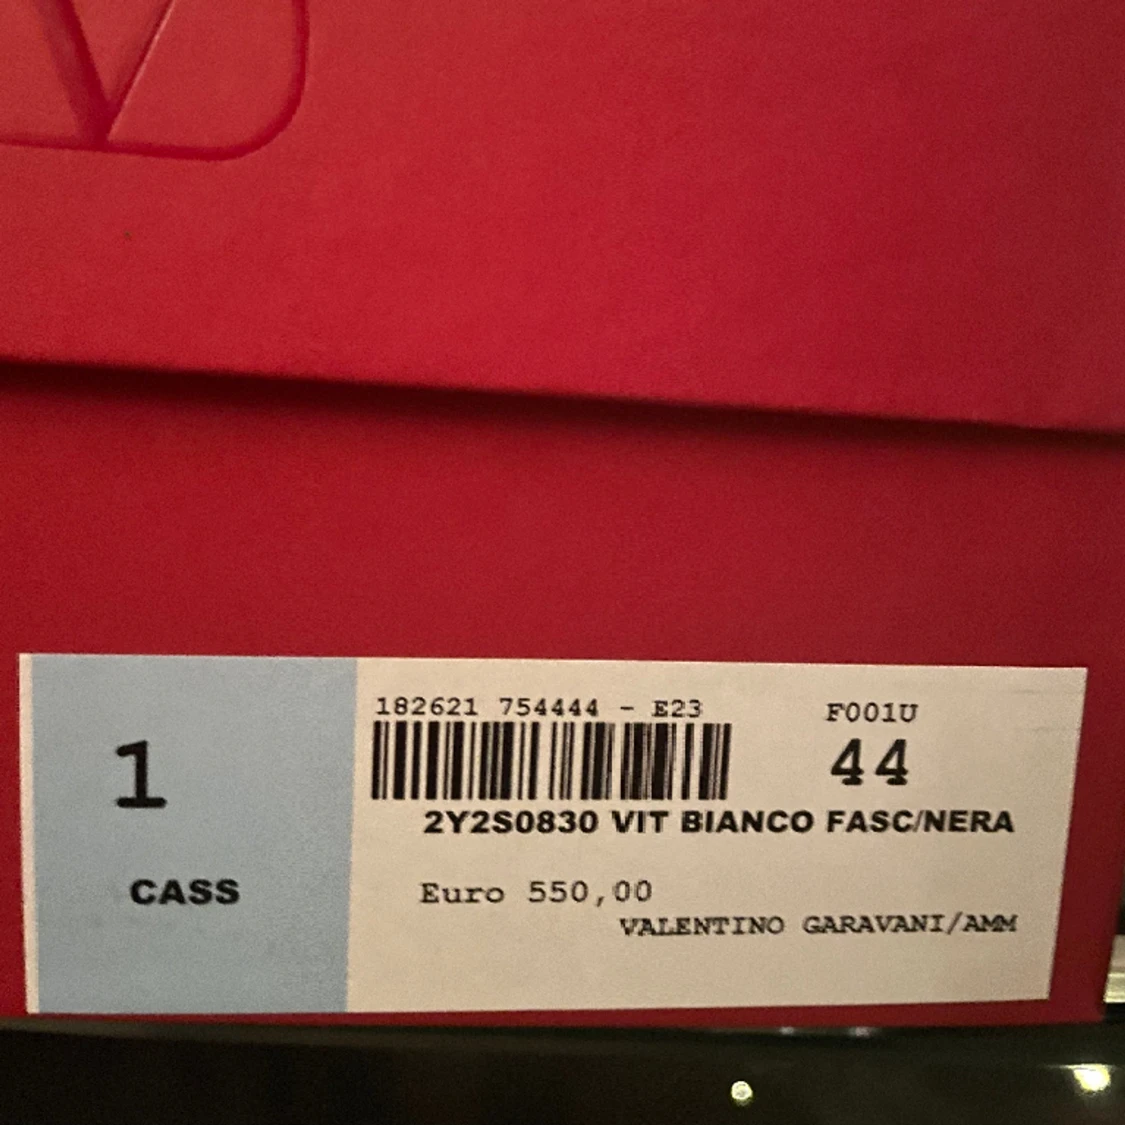 V
1
CASS
182621 754444 - E23
F001U
44
2Y2S0830 VIT BIANCO FASC/NERA
Euro 550,00
VALENTINO GARAVANI/AMM